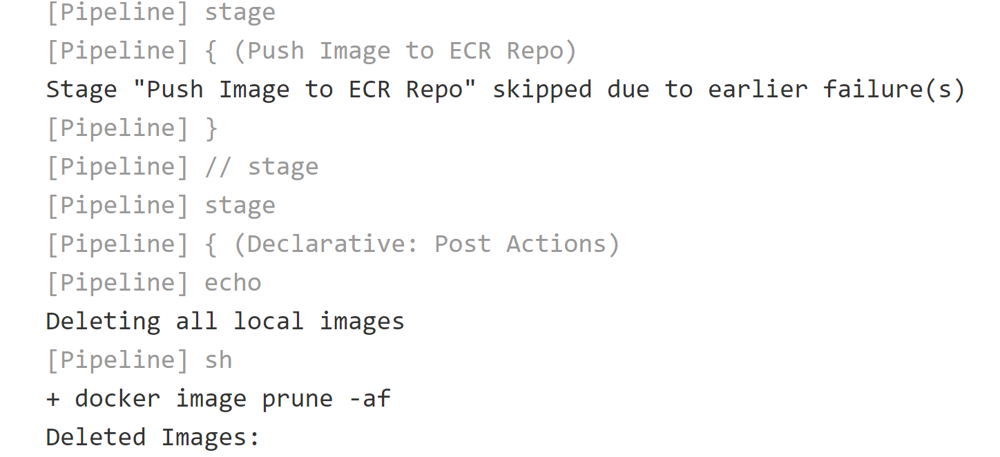 [Pipeline] stage
[Pipeline] { (Push Image to ECR Repo)
Stage "Push Image to ECR Repo" skipped due to earlier failure(s)
[Pipeline] }
[Pipeline] // stage
[Pipeline] stage
[Pipeline] { (Declarative: Post Actions)
[Pipeline] echo
Deleting all local images
[Pipeline] sh
+ docker image prune -af
Deleted Images: